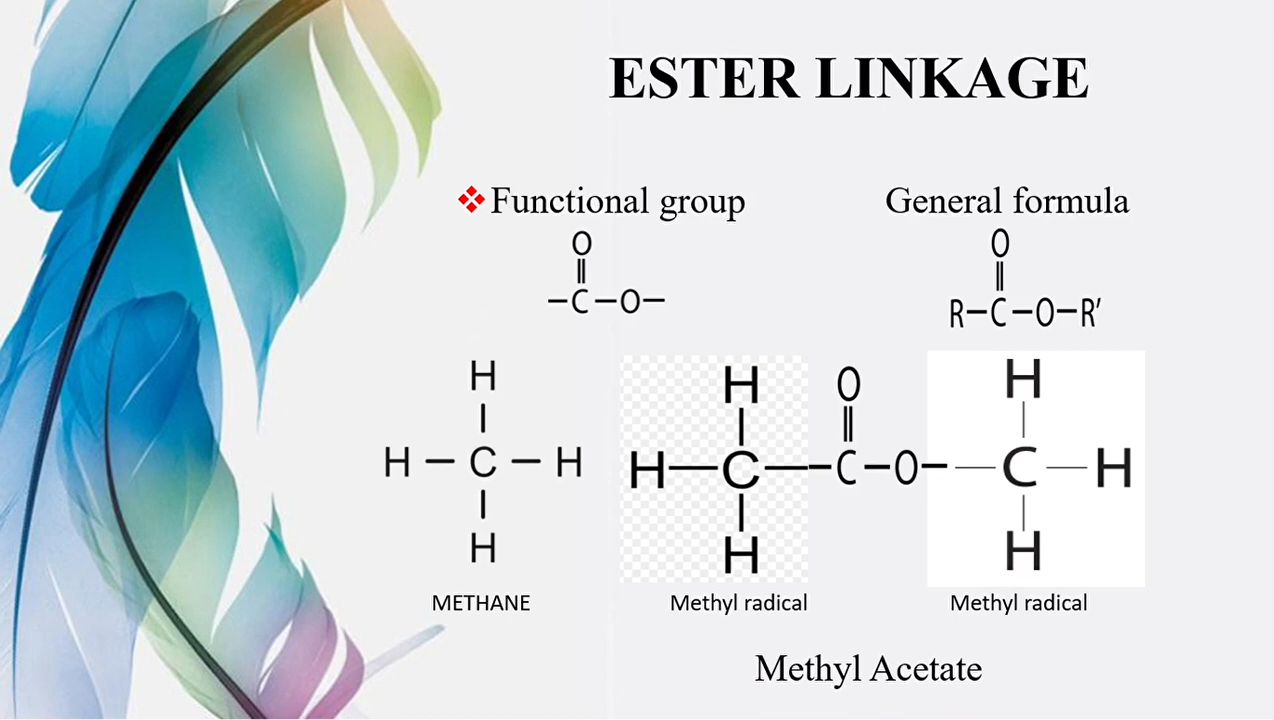 ESTER LINKAGE
❖Functional group
General formula
O
||
–C–O–
O
||
R–C–O–R'
H
|
H – C – H
|
H
H O H
| || |
H–C–C–O–C–H
| |
H H
METHANE
Methyl radical
Methyl radical
Methyl Acetate